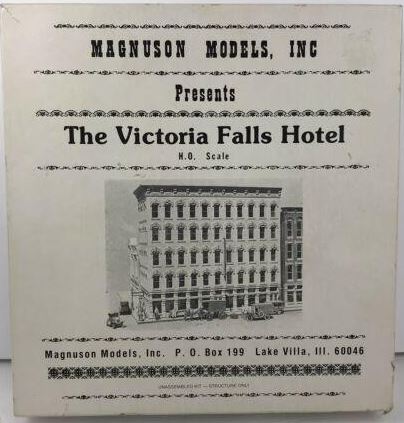 MAGNUSON MODELS, INC
Presents
The Victoria Falls Hotel
H.O. Scale
Magnuson Models, Inc. P. O. Box 199 Lake Villa, Ill. 60046
UNASSEMBLED KIT — STRUCTURE ONLY